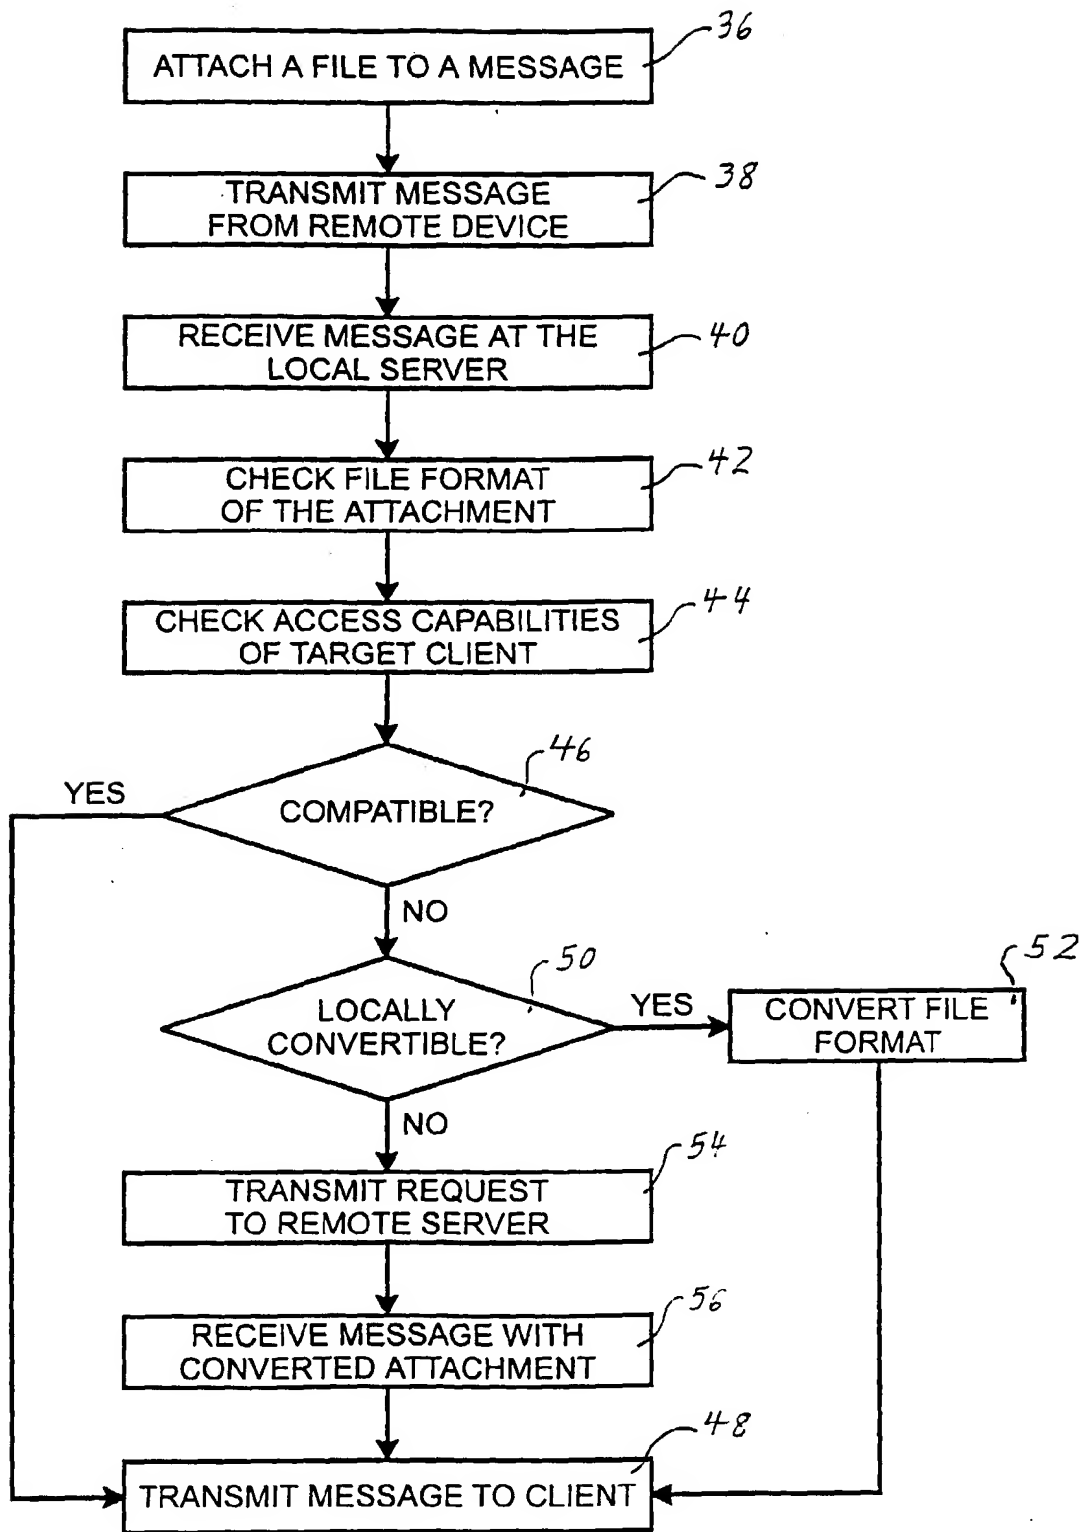 36
ATTACH A FILE TO A MESSAGE
38
TRANSMIT MESSAGE
FROM REMOTE DEVICE
40
RECEIVE MESSAGE AT THE
LOCAL SERVER
42
CHECK FILE FORMAT
OF THE ATTACHMENT
44
CHECK ACCESS CAPABILITIES
OF TARGET CLIENT
46
YES
COMPATIBLE?
NO
50
52
LOCALLY
CONVERTIBLE?
YES
CONVERT FILE
FORMAT
NO
54
TRANSMIT REQUEST
TO REMOTE SERVER
56
RECEIVE MESSAGE WITH
CONVERTED ATTACHMENT
48
TRANSMIT MESSAGE TO CLIENT